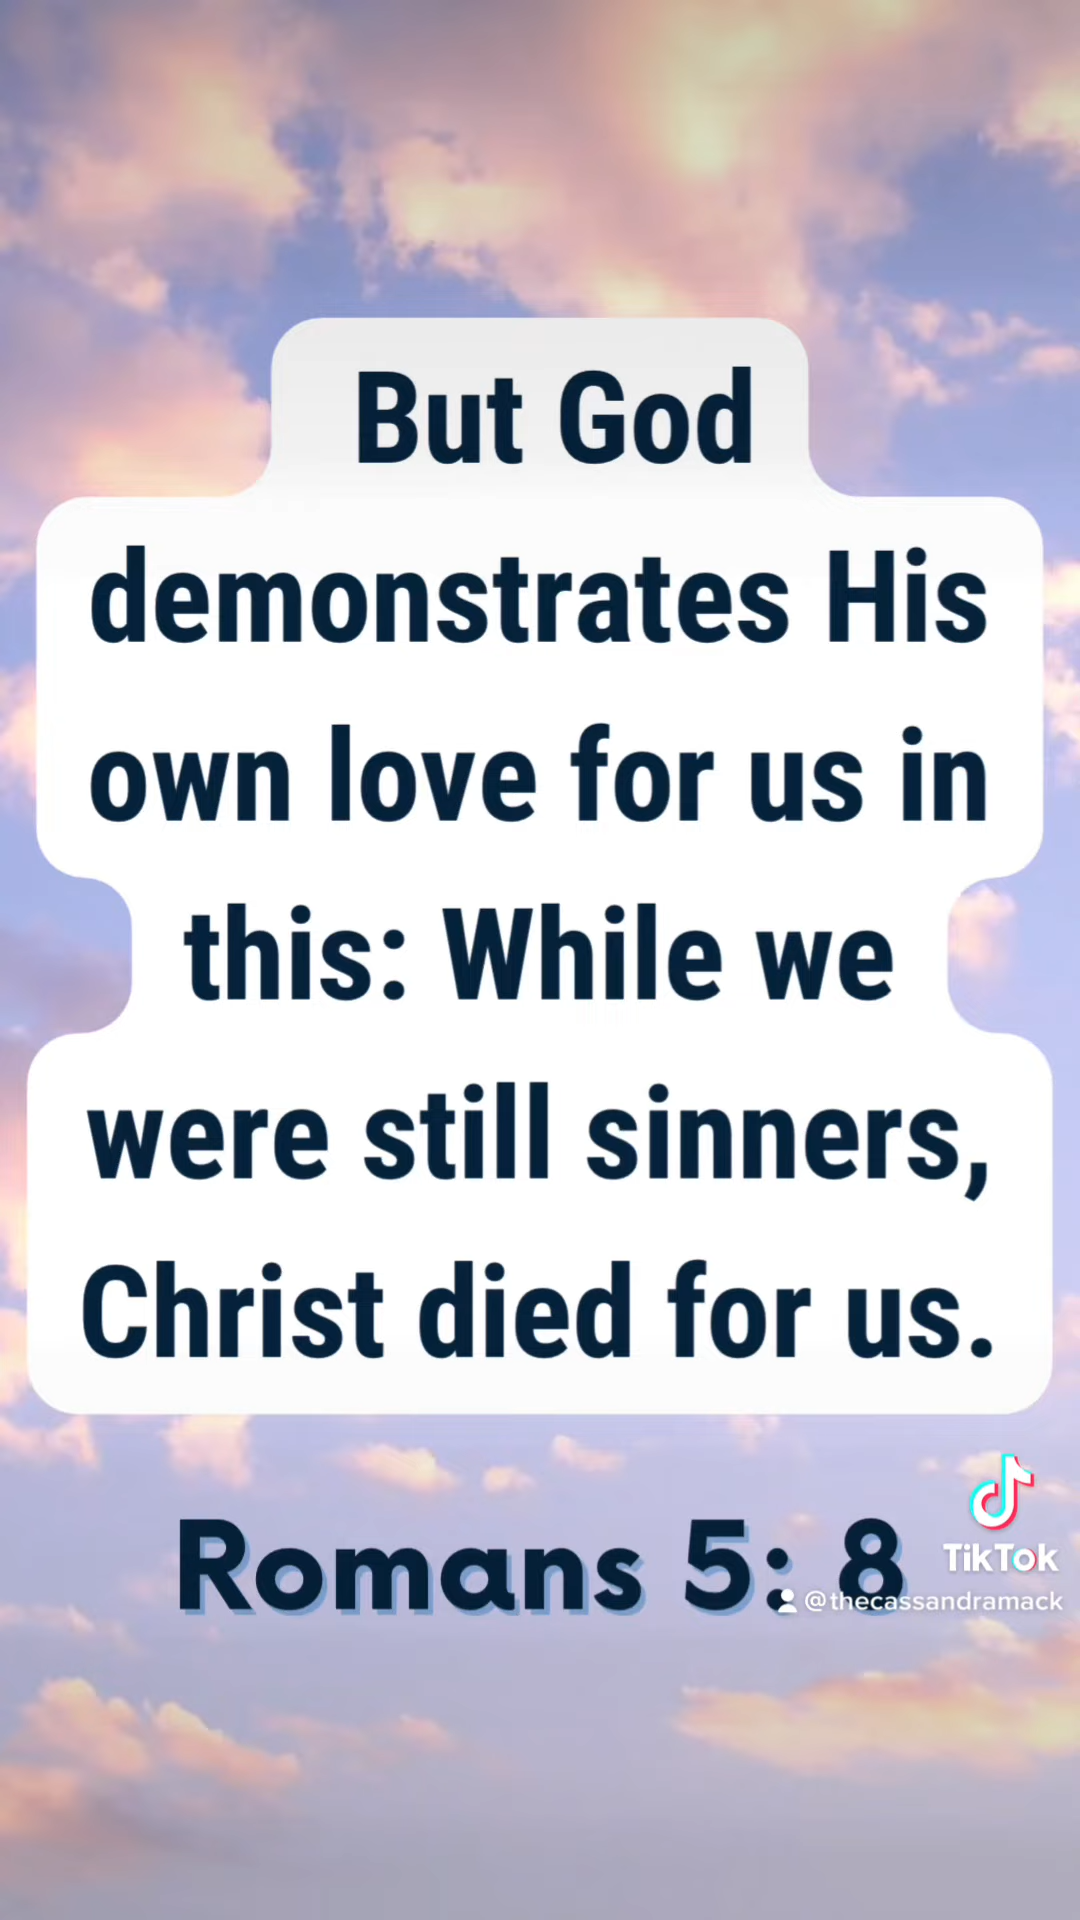 But God
demonstrates His
own love for us in
this: While we
were still sinners,
Christ died for us.
Romans 5: 8
TikTok
@thecassandramack